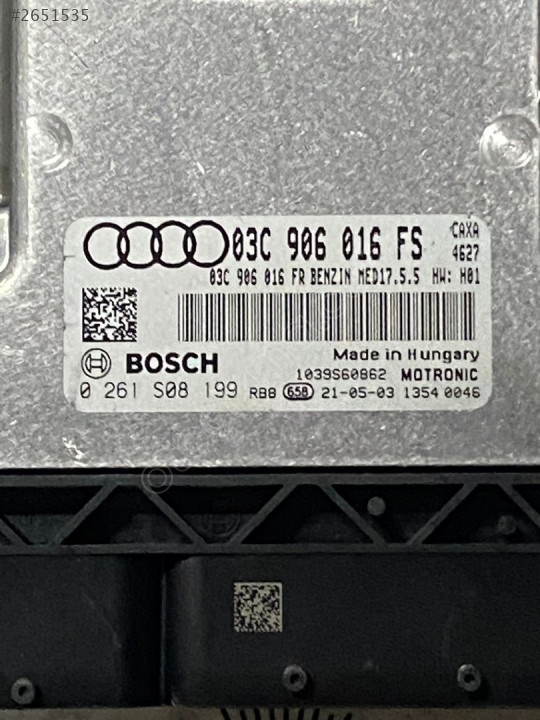 #2651535
03C 906 016 FS CAXA
4627
03C 906 016 FR BENZIN MED17.5.5 HW: H01
BOSCH Made in Hungary
1039S60862 MOTRONIC
0 261 S08 199 RBB 658 21-05-03 1354 0046